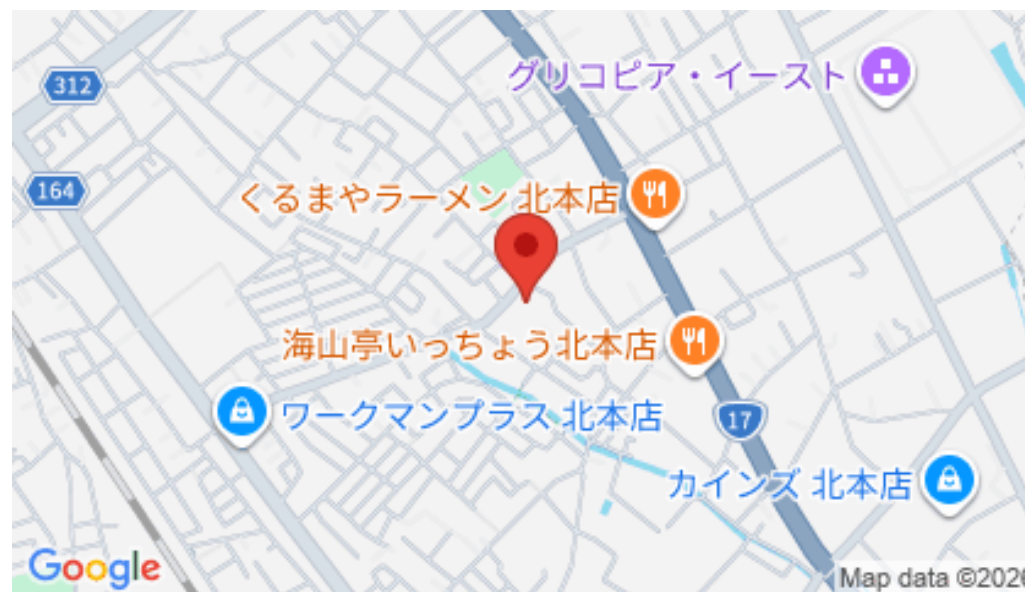 グリコピア・イースト
312
164
くるまやラーメン 北本店
海山亭いっちょう北本店
ワークマンプラス 北本店
17
カインズ 北本店
Google
Map data ©2026